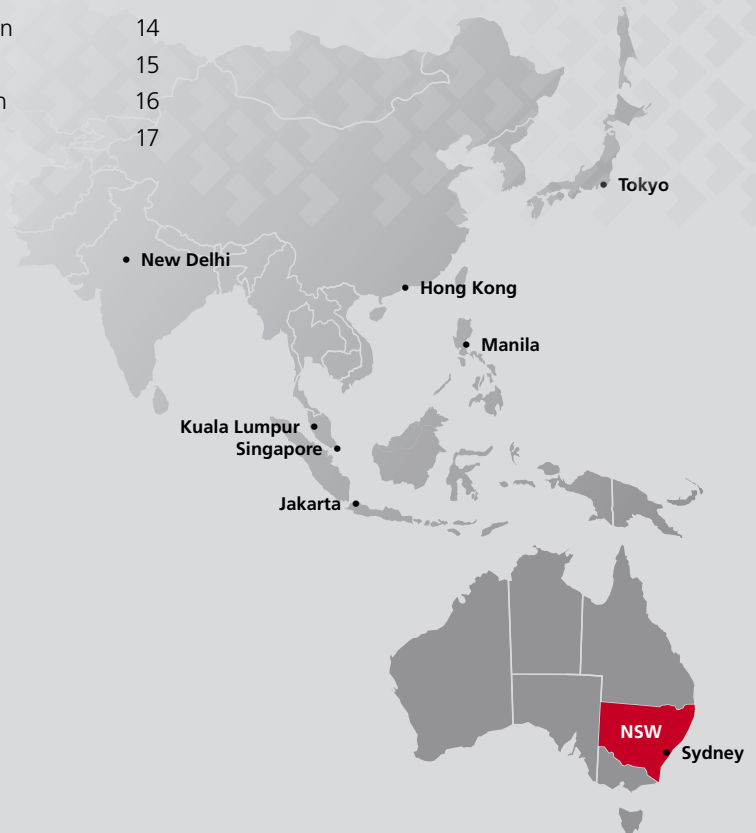 n 14
15
n 16
17
Tokyo
New Delhi
Hong Kong
Manila
Kuala Lumpur
Singapore
Jakarta
NSW
Sydney